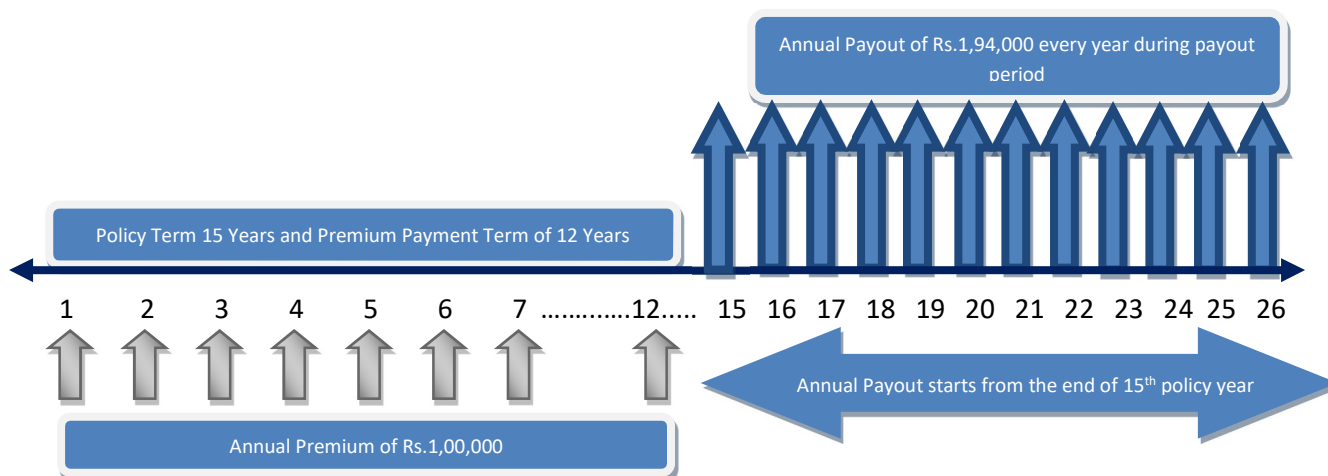 Annual Payout of Rs.1,94,000 every year during payout
period
Policy Term 15 Years and Premium Payment Term of 12 Years
1 2 3 4 5 6 7 ……..……..12….. 15 16 17 18 19 20 21 22 23 24 25 26
Annual Payout starts from the end of 15th policy year
Annual Premium of Rs.1,00,000